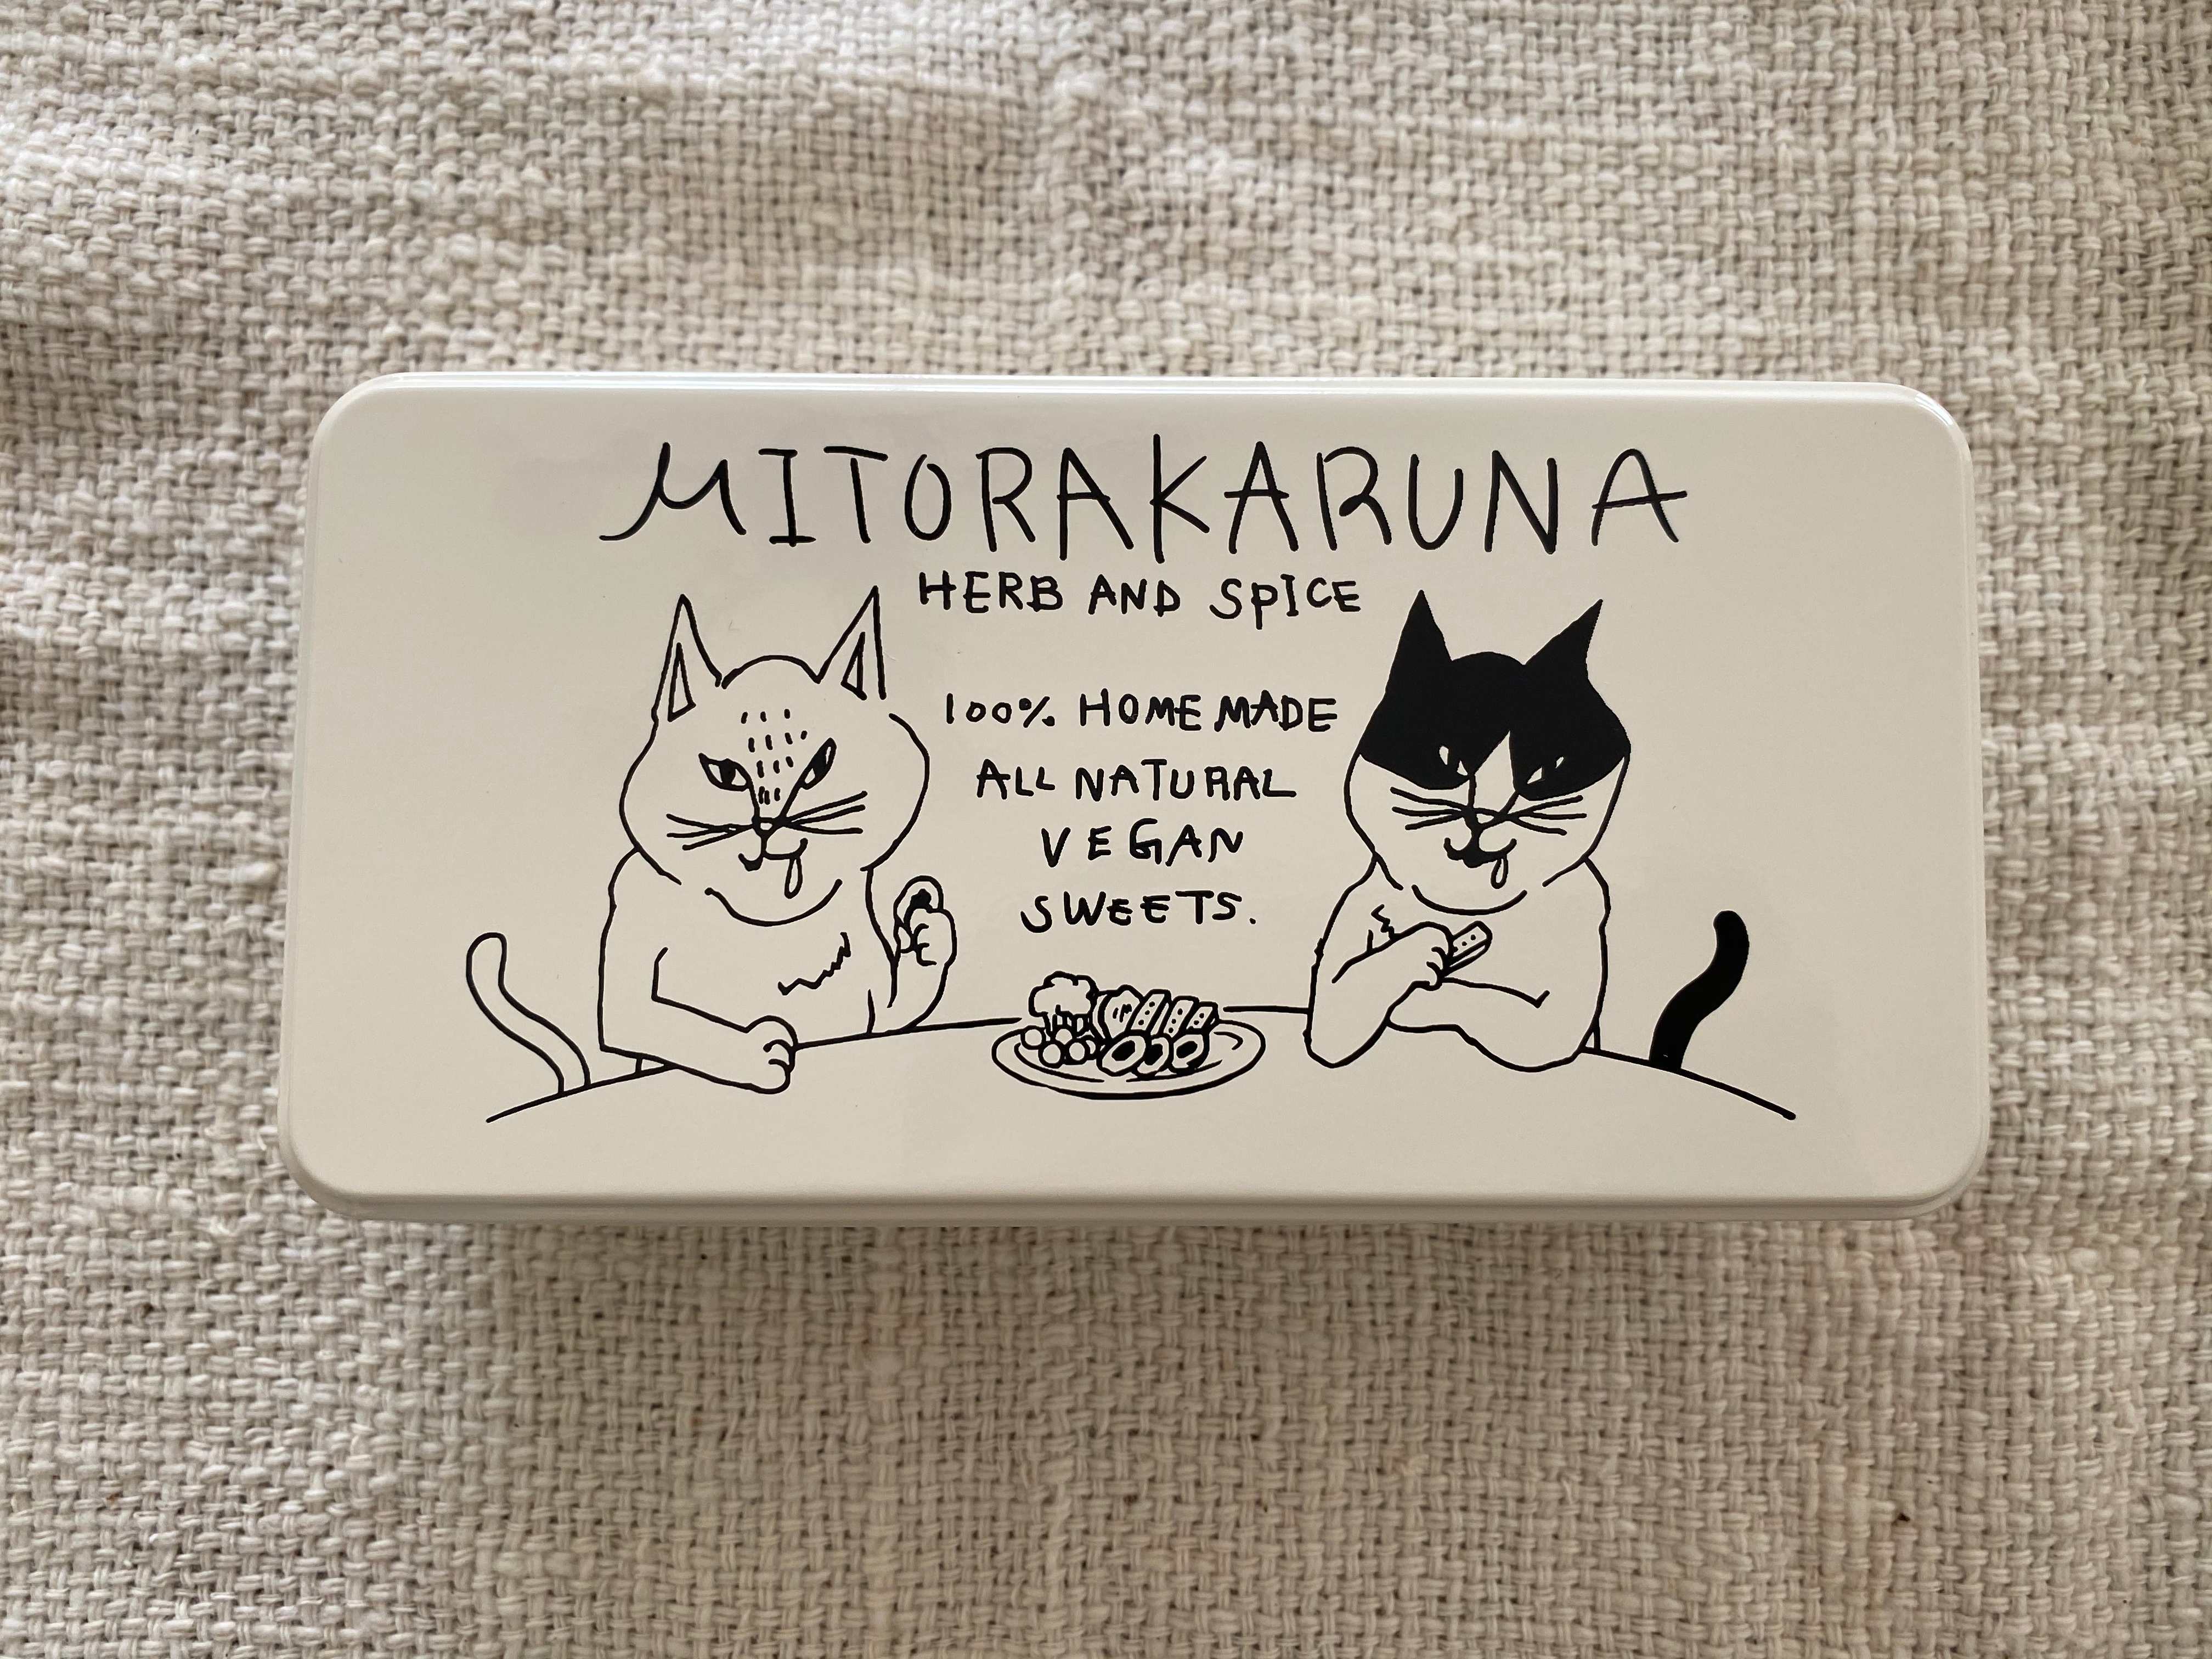 MITORAKARUNA
HERB AND SPICE
100% HOME MADE
ALL NATURAL
VEGAN
SWEETS.